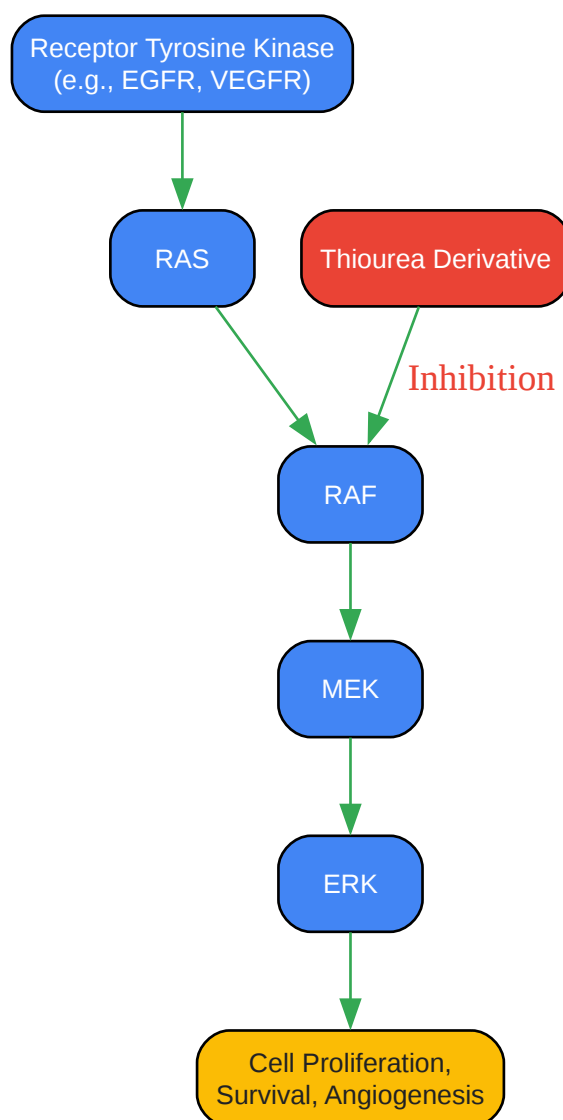 Receptor Tyrosine Kinase
(e.g., EGFR, VEGFR)
RAS
Thiourea Derivative
Inhibition
RAF
MEK
ERK
Cell Proliferation,
Survival, Angiogenesis